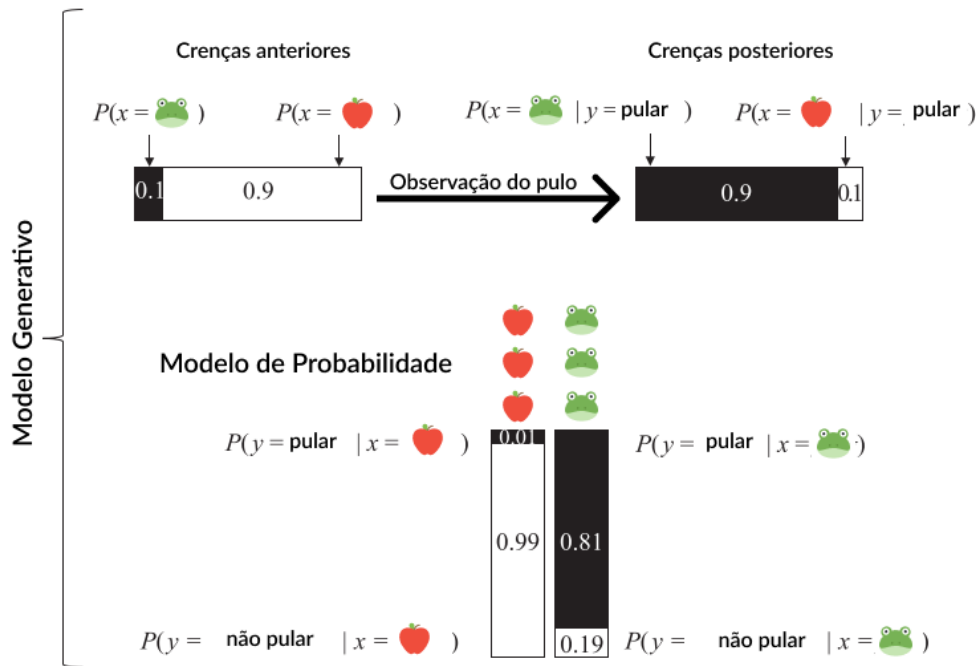 Crenças anteriores
Crenças posteriores
P(x = )
P(x = )
P(x = | y = pular )
P(x = | y = pular )
0.1
0.9
Observação do pulo
0.9
0.1
Modelo Generativo
Modelo de Probabilidade
P(y = pular | x = )
0.01
P(y = pular | x = )
0.99
0.81
P(y = não pular | x = )
0.19
P(y = não pular | x = )